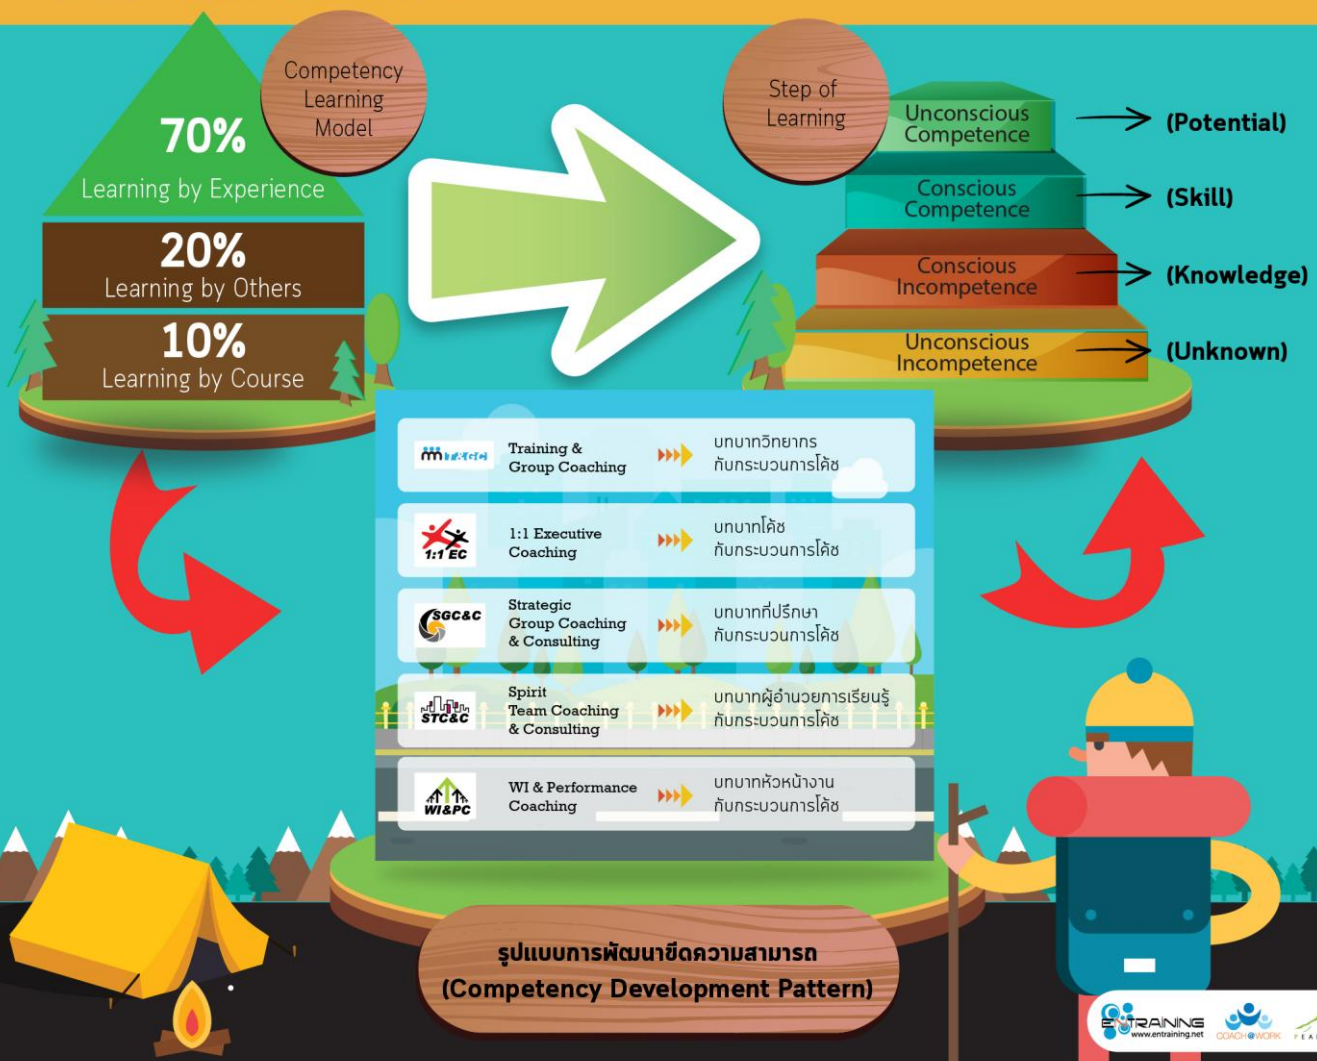 Competency
Learning
Model
70%
Learning by Experience
20%
Learning by Others
10%
Learning by Course
Step of
Learning
Unconscious
Competence
(Potential)
Conscious
Competence
(Skill)
Conscious
Incompetence
(Knowledge)
Unconscious
Incompetence
(Unknown)
T&GC
Training &
Group Coaching
บทบาทวิทยากร
กับกระบวนการโค้ช
1:1 EC
1:1 Executive
Coaching
บทบาทโค้ช
กับกระบวนการโค้ช
SGC&C
Strategic
Group Coaching
& Consulting
บทบาทที่ปรึกษา
กับกระบวนการโค้ช
STC&C
Spirit
Team Coaching
& Consulting
บทบาทผู้อำนวยการเรียนรู้
กับกระบวนการโค้ช
WI&PC
WI & Performance
Coaching
บทบาทหัวหน้างาน
กับกระบวนการโค้ช
รูปแบบการพัฒนาขีดความสามารถ
(Competency Development Pattern)
ENTRAINING
www.entraining.net
COACH@WORK